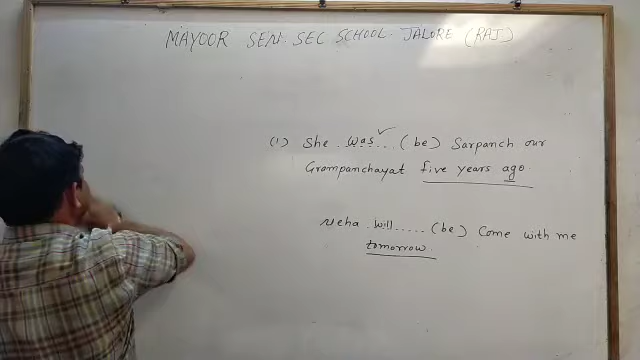 MAYOOR SEN. SEC SCHOOL. JALORE (RAJ)
(1) She .was✓... (be) Sarpanch our
Grampanchayat five years ago.
Neha .will..... (be) Come with me
tomorrow.